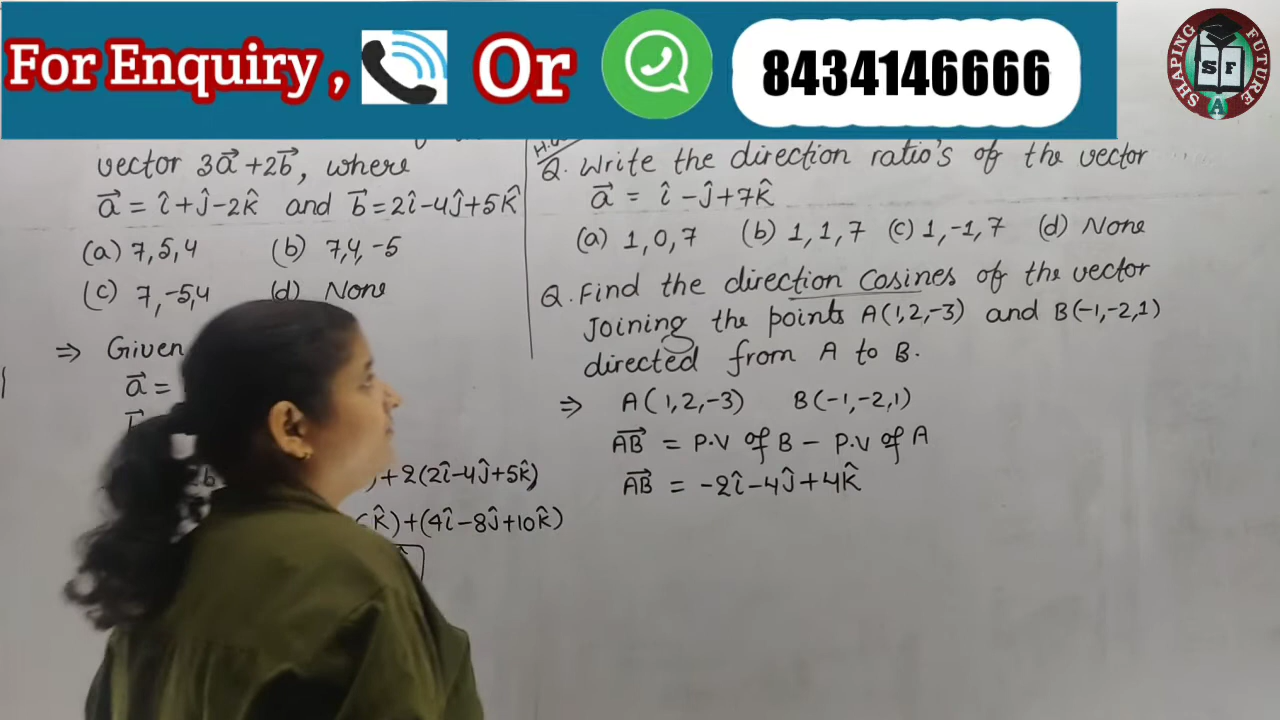 For Enquiry, Or 8434146666
SHAPING FUTURE
S F
A
vector 3a⃗+2b⃗, where
a⃗ = î+ĵ-2k̂ and b⃗=2î-4ĵ+5k̂
(a) 7,5,4 (b) 7,4,-5
(c) 7,-5,4 (d) None
⇒ Given
a⃗ =
)+2(2î-4ĵ+5k̂)
k̂)+(4î-8ĵ+10k̂)
Q. Write the direction ratio's of the vector
a⃗ = î-ĵ+7k̂
(a) 1,0,7 (b) 1,1,7 (c) 1,-1,7 (d) None
Q. Find the direction Cosines of the vector
Joining the points A(1,2,-3) and B(-1,-2,1)
directed from A to B.
⇒ A(1,2,-3) B(-1,-2,1)
AB⃗ = P.V of B - P.V of A
AB⃗ = -2î-4ĵ+4k̂